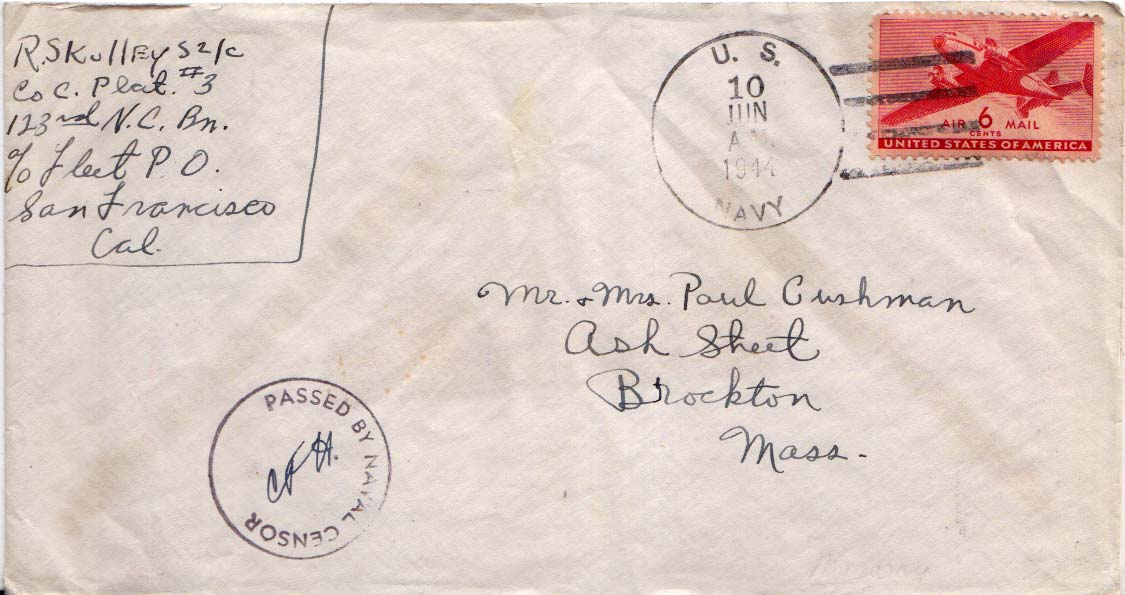 R. Skulley S2/c
Co C. Plat. #3
123rd N.C. Bn.
c/o Fleet P.O.
San Francisco
Cal.
U. S.
10
JUN
A.M.
1944
NAVY
AIR 6 MAIL
CENTS
UNITED STATES OF AMERICA
Mr. & Mrs. Paul Cushman
Ash Street
Brockton
Mass.
PASSED BY NAVAL CENSOR